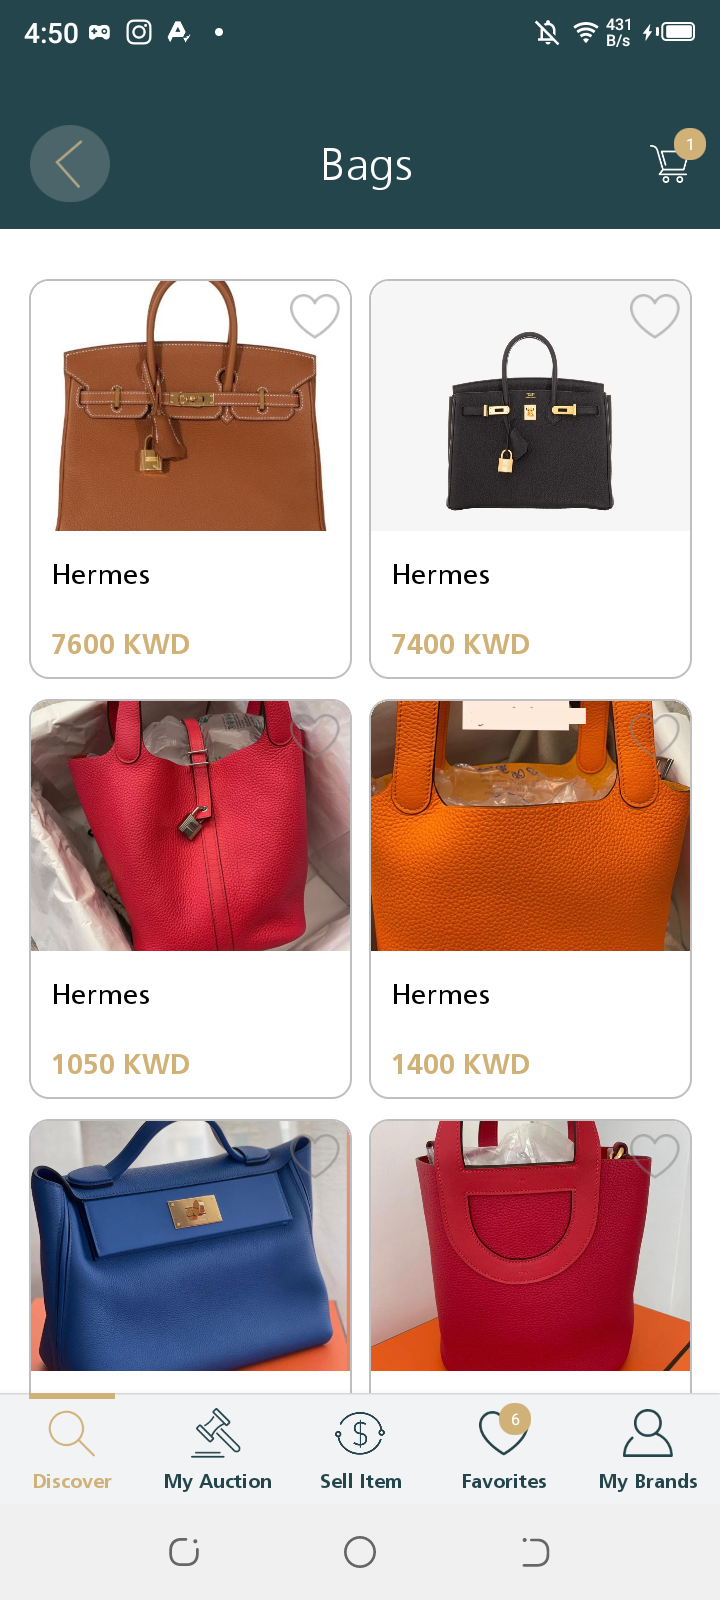 4:50
431
B/s
Bags
1
Hermes
Hermes
7600 KWD
7400 KWD
Hermes
Hermes
1050 KWD
1400 KWD
6
Discover
My Auction
Sell Item
Favorites
My Brands